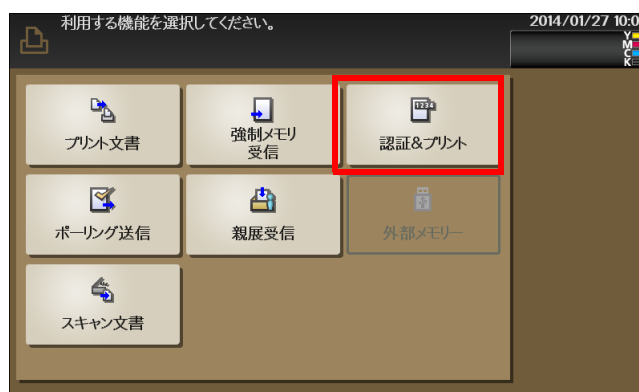 利用する機能を選択してください。
2014/01/27 10:0
Y
M
C
K
プリント文書
強制メモリ
受信
1234
認証&プリント
ポーリング送信
親展受信
外部メモリー
スキャン文書